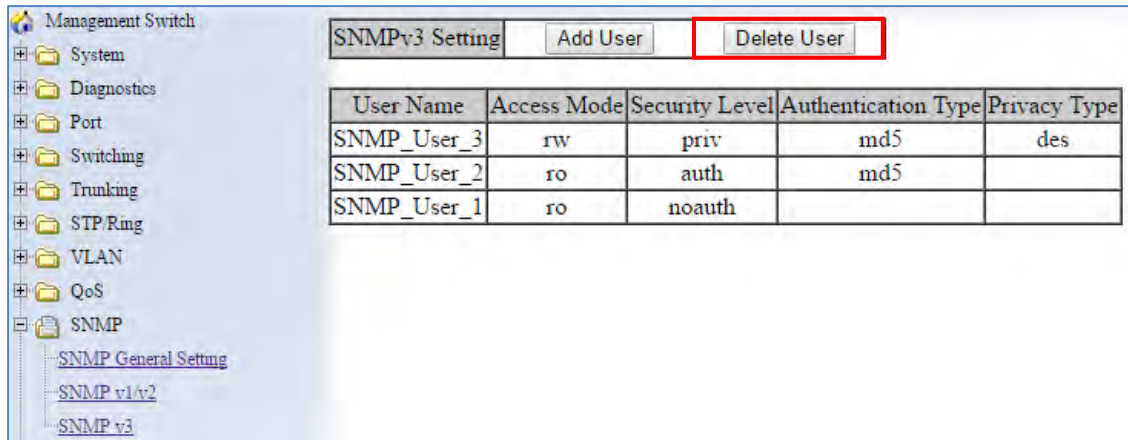 Management Switch
System
Diagnostics
Port
Switching
Trunking
STP/Ring
VLAN
QoS
SNMP
SNMP General Setting
SNMP v1/v2
SNMP v3
SNMPv3 Setting Add User Delete User
User Name Access Mode Security Level Authentication Type Privacy Type
SNMP_User_3 rw priv md5 des
SNMP_User_2 ro auth md5
SNMP_User_1 ro noauth